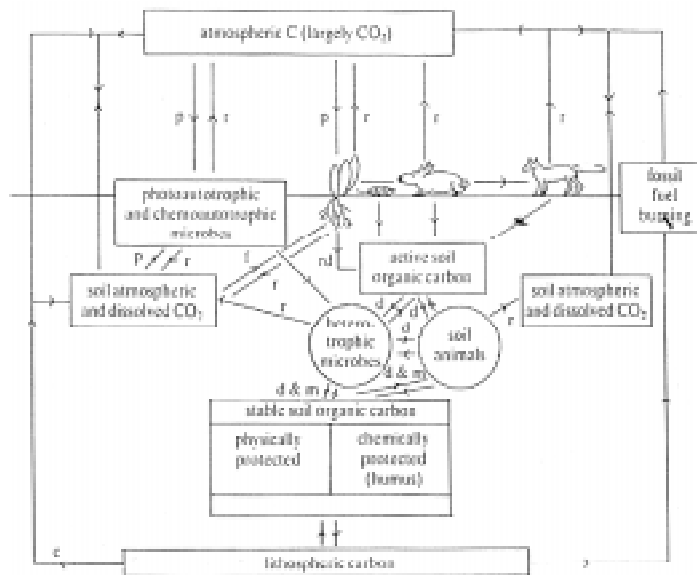 atmospheric C (largely CO2)
p
r
p
r
r
r
photoautotrophic
and chemoautotrophic
microbes
fossil
fuel
burning
p
r
r
rd
active soil
organic carbon
soil atmospheric
and dissolved CO2
r
r
d
d
d
hetero-
trophic
microbes
soil
animals
soil atmospheric
and dissolved CO2
r
d & m
d & m
stable soil organic carbon
physically
protected
chemically
protected
(humus)
lithospheric carbon